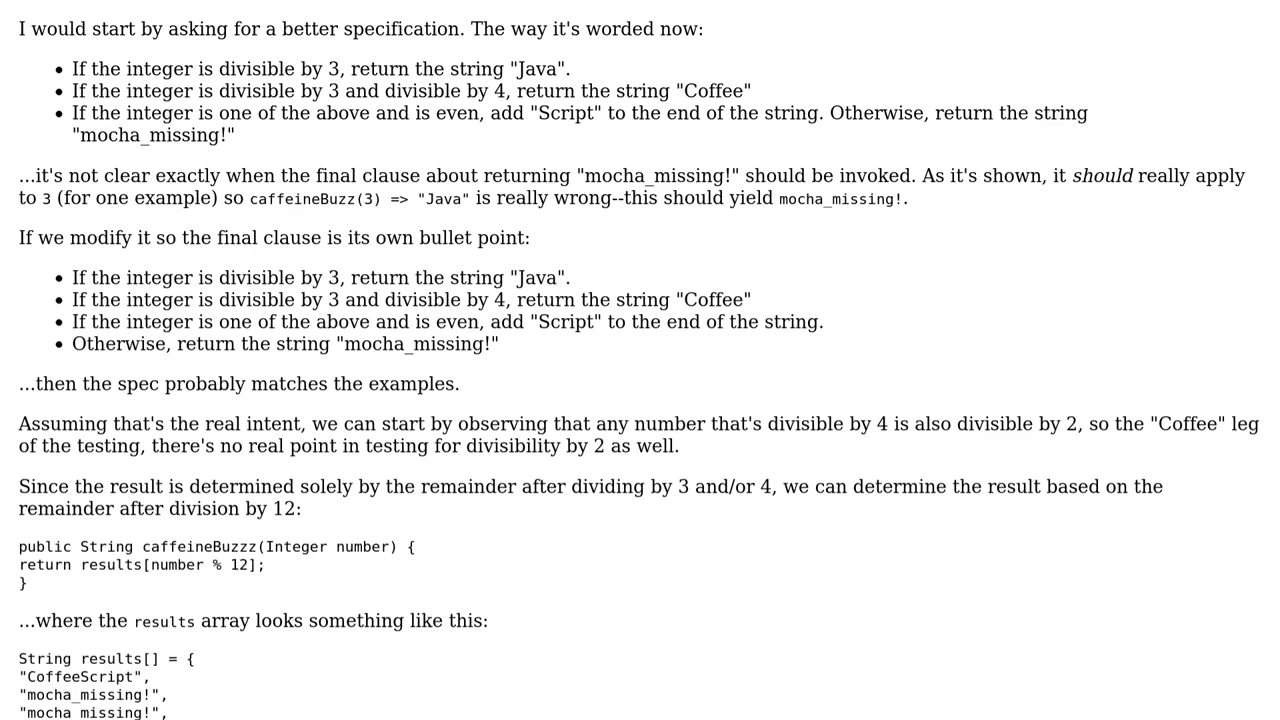 I would start by asking for a better specification. The way it's worded now:
• If the integer is divisible by 3, return the string "Java".
• If the integer is divisible by 3 and divisible by 4, return the string "Coffee"
• If the integer is one of the above and is even, add "Script" to the end of the string. Otherwise, return the string
"mocha_missing!"
...it's not clear exactly when the final clause about returning "mocha_missing!" should be invoked. As it's shown, it should really apply
to 3 (for one example) so caffeineBuzz(3) => "Java" is really wrong--this should yield mocha_missing!.
If we modify it so the final clause is its own bullet point:
• If the integer is divisible by 3, return the string "Java".
• If the integer is divisible by 3 and divisible by 4, return the string "Coffee"
• If the integer is one of the above and is even, add "Script" to the end of the string.
• Otherwise, return the string "mocha_missing!"
...then the spec probably matches the examples.
Assuming that's the real intent, we can start by observing that any number that's divisible by 4 is also divisible by 2, so the "Coffee" leg
of the testing, there's no real point in testing for divisibility by 2 as well.
Since the result is determined solely by the remainder after dividing by 3 and/or 4, we can determine the result based on the
remainder after division by 12:
public String caffeineBuzzz(Integer number) {
return results[number % 12];
}
...where the results array looks something like this:
String results[] = {
"CoffeeScript",
"mocha_missing!",
"mocha_missing!",